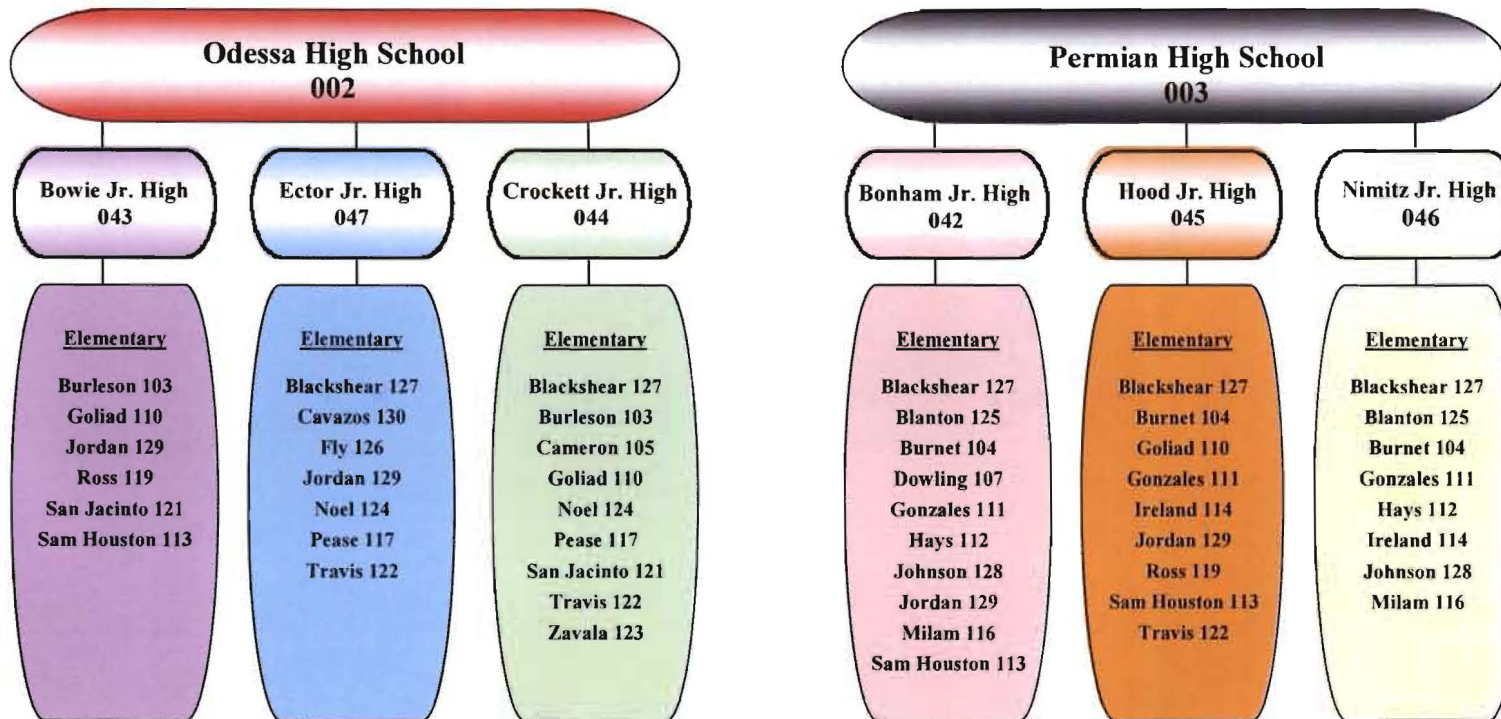 Odessa High School
002
Permian High School
003
Bowie Jr. High
043
Ector Jr. High
047
Crockett Jr. High
044
Bonham Jr. High
042
Hood Jr. High
045
Nimitz Jr. High
046
Elementary
Burleson 103
Goliad 110
Jordan 129
Ross 119
San Jacinto 121
Sam Houston 113
Elementary
Blackshear 127
Cavazos 130
Fly 126
Jordan 129
Noel 124
Pease 117
Travis 122
Elementary
Blackshear 127
Burleson 103
Cameron 105
Goliad 110
Noel 124
Pease 117
San Jacinto 121
Travis 122
Zavala 123
Elementary
Blackshear 127
Blanton 125
Burnet 104
Dowling 107
Gonzales 111
Hays 112
Johnson 128
Jordan 129
Milam 116
Sam Houston 113
Elementary
Blackshear 127
Burnet 104
Goliad 110
Gonzales 111
Ireland 114
Jordan 129
Ross 119
Sam Houston 113
Travis 122
Elementary
Blackshear 127
Blanton 125
Burnet 104
Gonzales 111
Hays 112
Ireland 114
Johnson 128
Milam 116